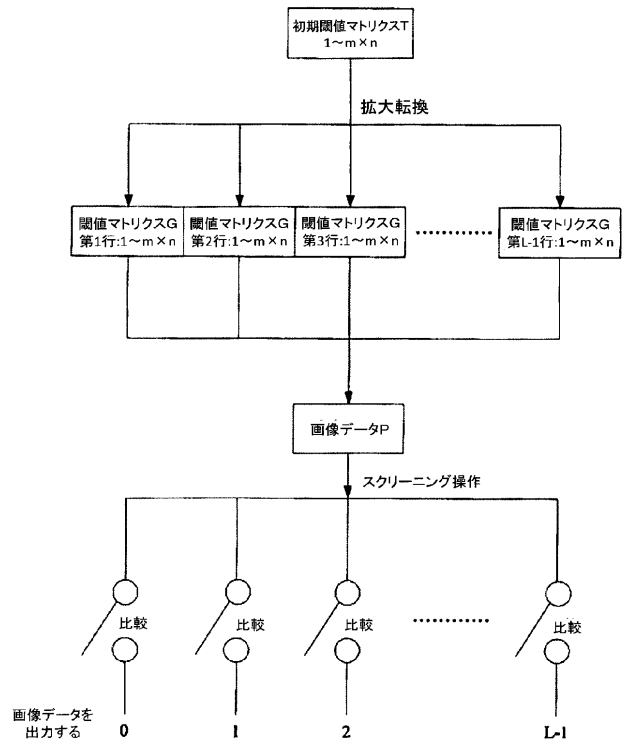 初期閾値マトリクスT
1～m×n
拡大転換
閾値マトリクスG
第1行:1～m×n
閾値マトリクスG
第2行:1～m×n
閾値マトリクスG
第3行:1～m×n
閾値マトリクスG
第L-1行:1～m×n
画像データP
スクリーニング操作
比較
比較
比較
比較
画像データを
出力する
0
1
2
L-1